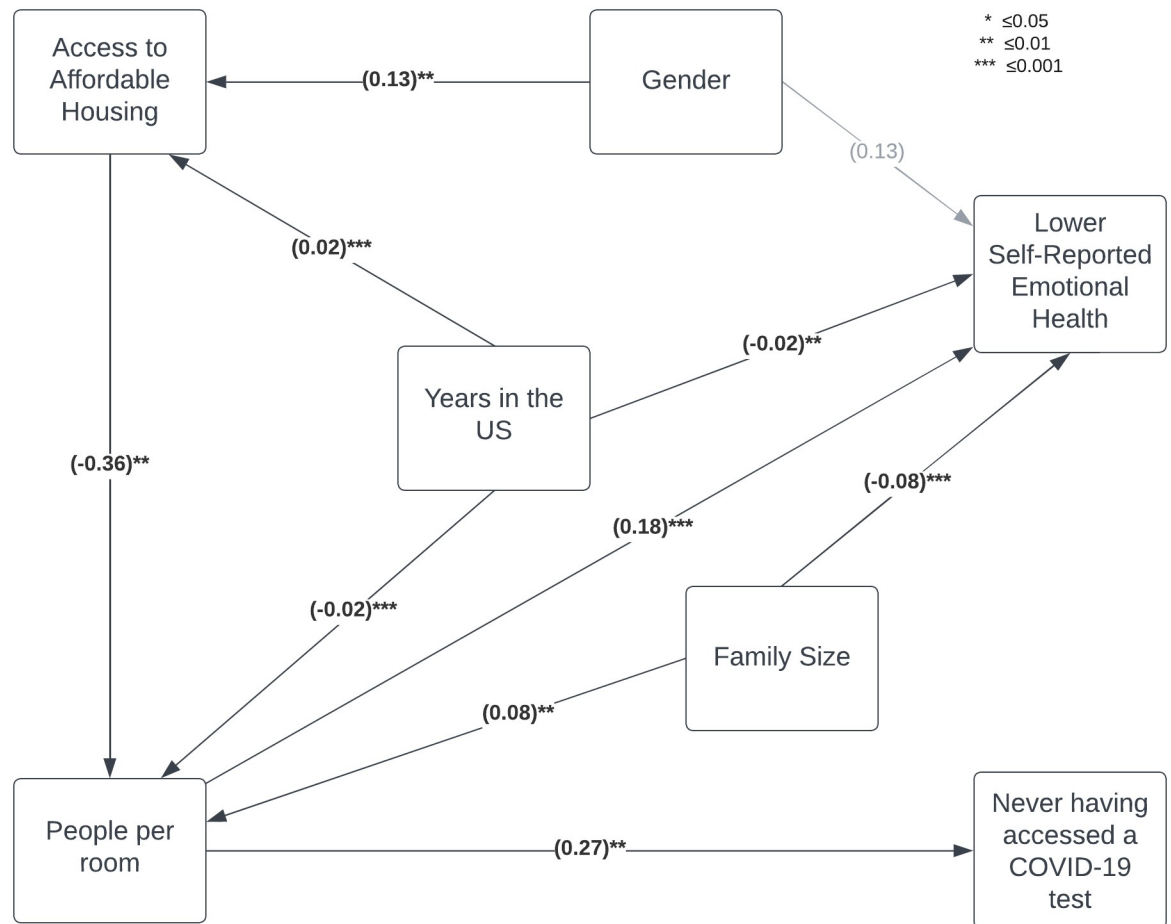 Access to
Affordable
Housing
(0.13)**
Gender
* ≤0.05
** ≤0.01
*** ≤0.001
(0.13)
Lower
Self-Reported
Emotional
Health
(0.02)***
(-0.02)**
Years in the
US
(-0.36)**
(-0.08)***
(0.18)***
(-0.02)***
Family Size
(0.08)**
People per
room
(0.27)**
Never having
accessed a
COVID-19
test